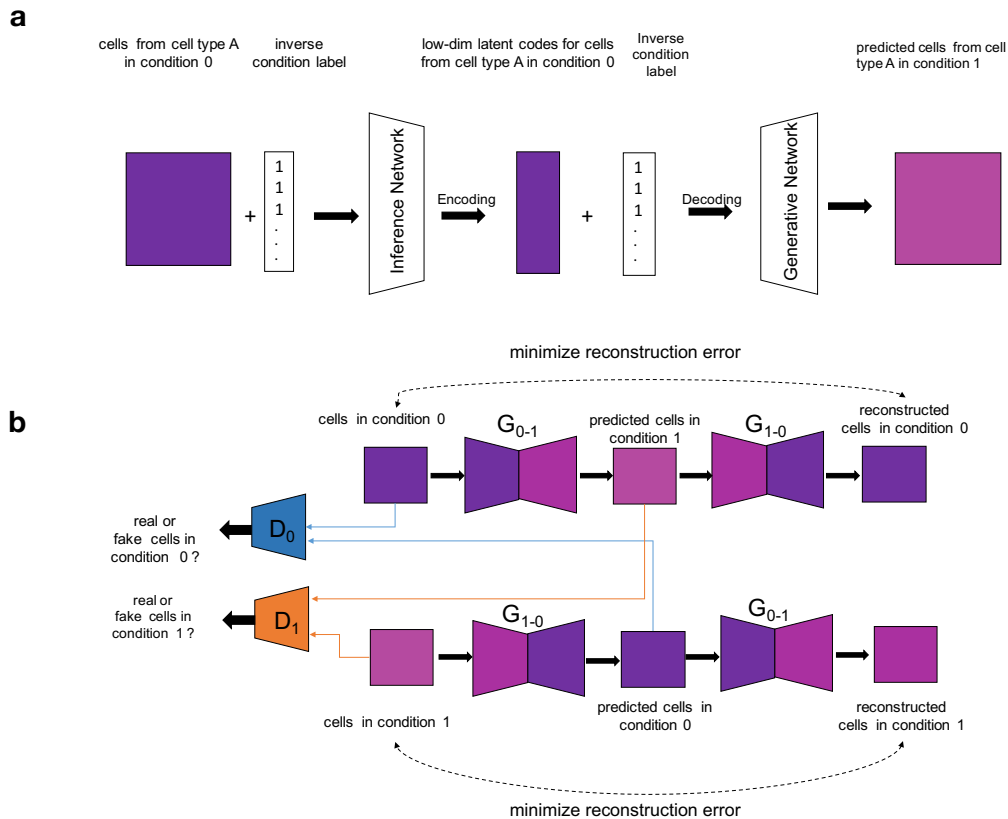 a
cells from cell type A
in condition 0
inverse
condition label
low-dim latent codes for cells
from cell type A in condition 0
Inverse
condition
label
predicted cells from cell
type A in condition 1
+
1
1
1
.
.
.
Inference Network
Encoding
+
1
1
1
.
.
.
Decoding
Generative Network
minimize reconstruction error
b
cells in condition 0
G0-1
predicted cells in
condition 1
G1-0
reconstructed
cells in condition 0
real or
fake cells in
condition 0 ?
D0
real or
fake cells in
condition 1 ?
D1
G1-0
G0-1
cells in condition 1
predicted cells in
condition 0
reconstructed
cells in condition 1
minimize reconstruction error